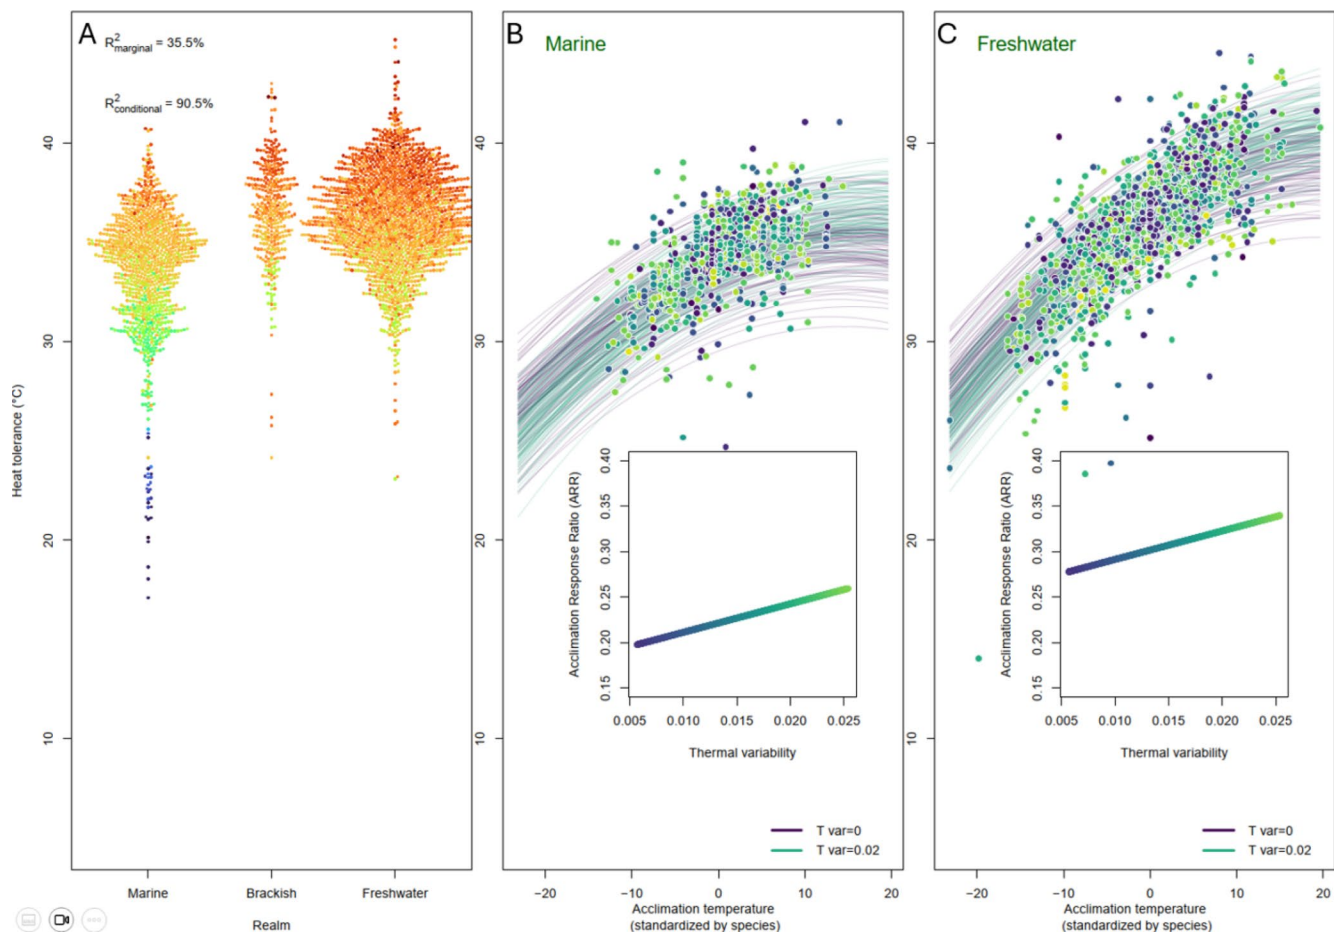 A
R²marginal = 35.5%
R²conditional = 90.5%
Heat tolerance (°C)
40
30
20
10
Marine
Brackish
Freshwater
Realm
B
Marine
40
30
20
10
Acclimation Response Ratio (ARR)
0.40
0.35
0.30
0.25
0.20
0.15
0.005
0.010
0.015
0.020
0.025
Thermal variability
T var=0
T var=0.02
−20
−10
0
10
20
Acclimation temperature
(standardized by species)
C
Freshwater
40
30
20
10
Acclimation Response Ratio (ARR)
0.40
0.35
0.30
0.25
0.20
0.15
0.005
0.010
0.015
0.020
0.025
Thermal variability
T var=0
T var=0.02
−20
−10
0
10
20
Acclimation temperature
(standardized by species)